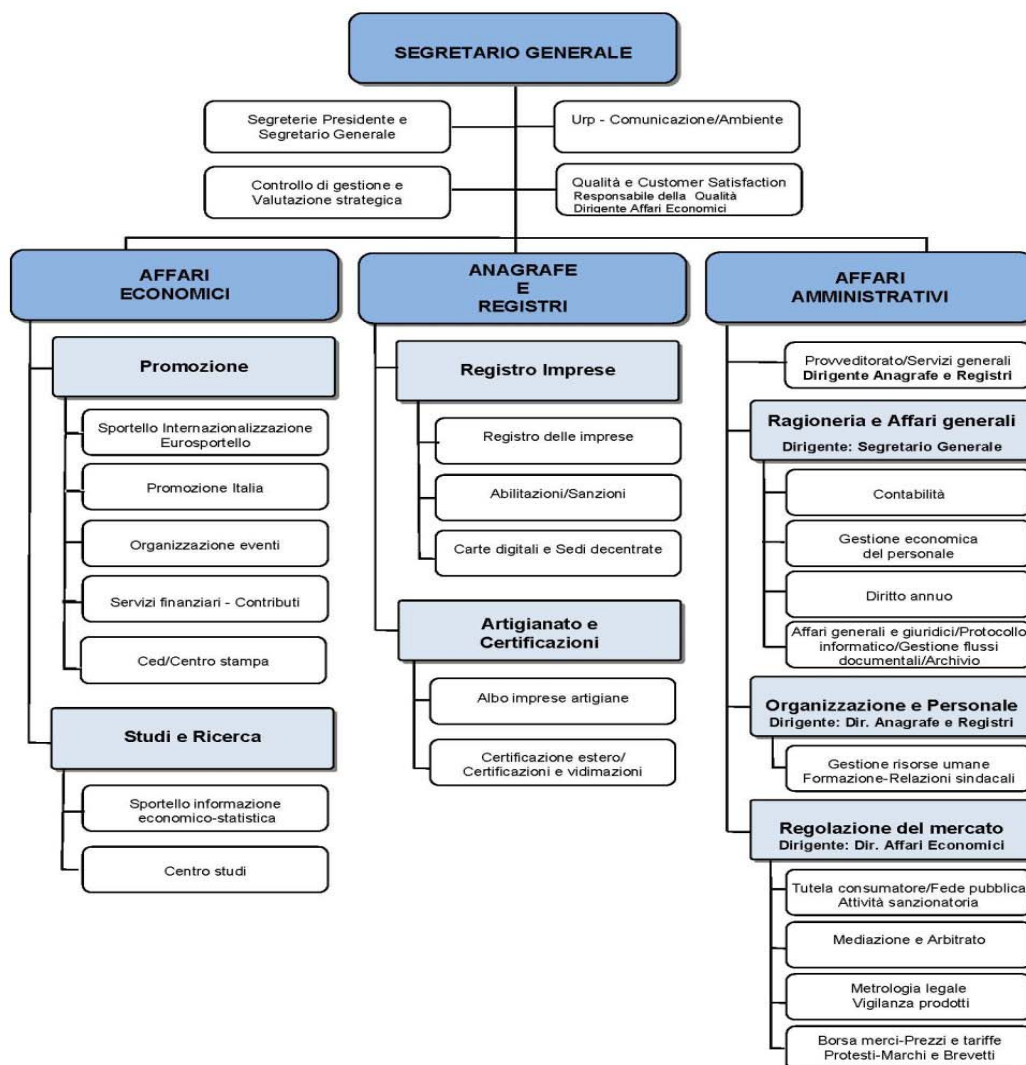 SEGRETARIO GENERALE
Segreterie Presidente e
Segretario Generale
Urp - Comunicazione/Ambiente
Controllo di gestione e
Valutazione strategica
Qualità e Customer Satisfaction
Responsabile della Qualità
Dirigente Affari Economici
AFFARI
ECONOMICI
Promozione
Sportello Internazionalizzazione
Eurosportello
Promozione Italia
Organizzazione eventi
Servizi finanziari - Contributi
Ced/Centro stampa
Studi e Ricerca
Sportello informazione
economico-statistica
Centro studi
ANAGRAFE
E
REGISTRI
Registro Imprese
Registro delle imprese
Abilitazioni/Sanzioni
Carte digitali e Sedi decentrate
Artigianato e
Certificazioni
Albo imprese artigiane
Certificazione estero/
Certificazioni e vidimazioni
AFFARI
AMMINISTRATIVI
Provveditorato/Servizi generali
Dirigente Anagrafe e Registri
Ragioneria e Affari generali
Dirigente: Segretario Generale
Contabilità
Gestione economica
del personale
Diritto annuo
Affari generali e giuridici/Protocollo
informatico/Gestione flussi
documentali/Archivio
Organizzazione e Personale
Dirigente: Dir. Anagrafe e Registri
Gestione risorse umane
Formazione-Relazioni sindacali
Regolazione del mercato
Dirigente: Dir. Affari Economici
Tutela consumatore/Fede pubblica
Attività sanzionatoria
Mediazione e Arbitrato
Metrologia legale
Vigilanza prodotti
Borsa merci-Prezzi e tariffe
Protesti-Marchi e Brevetti